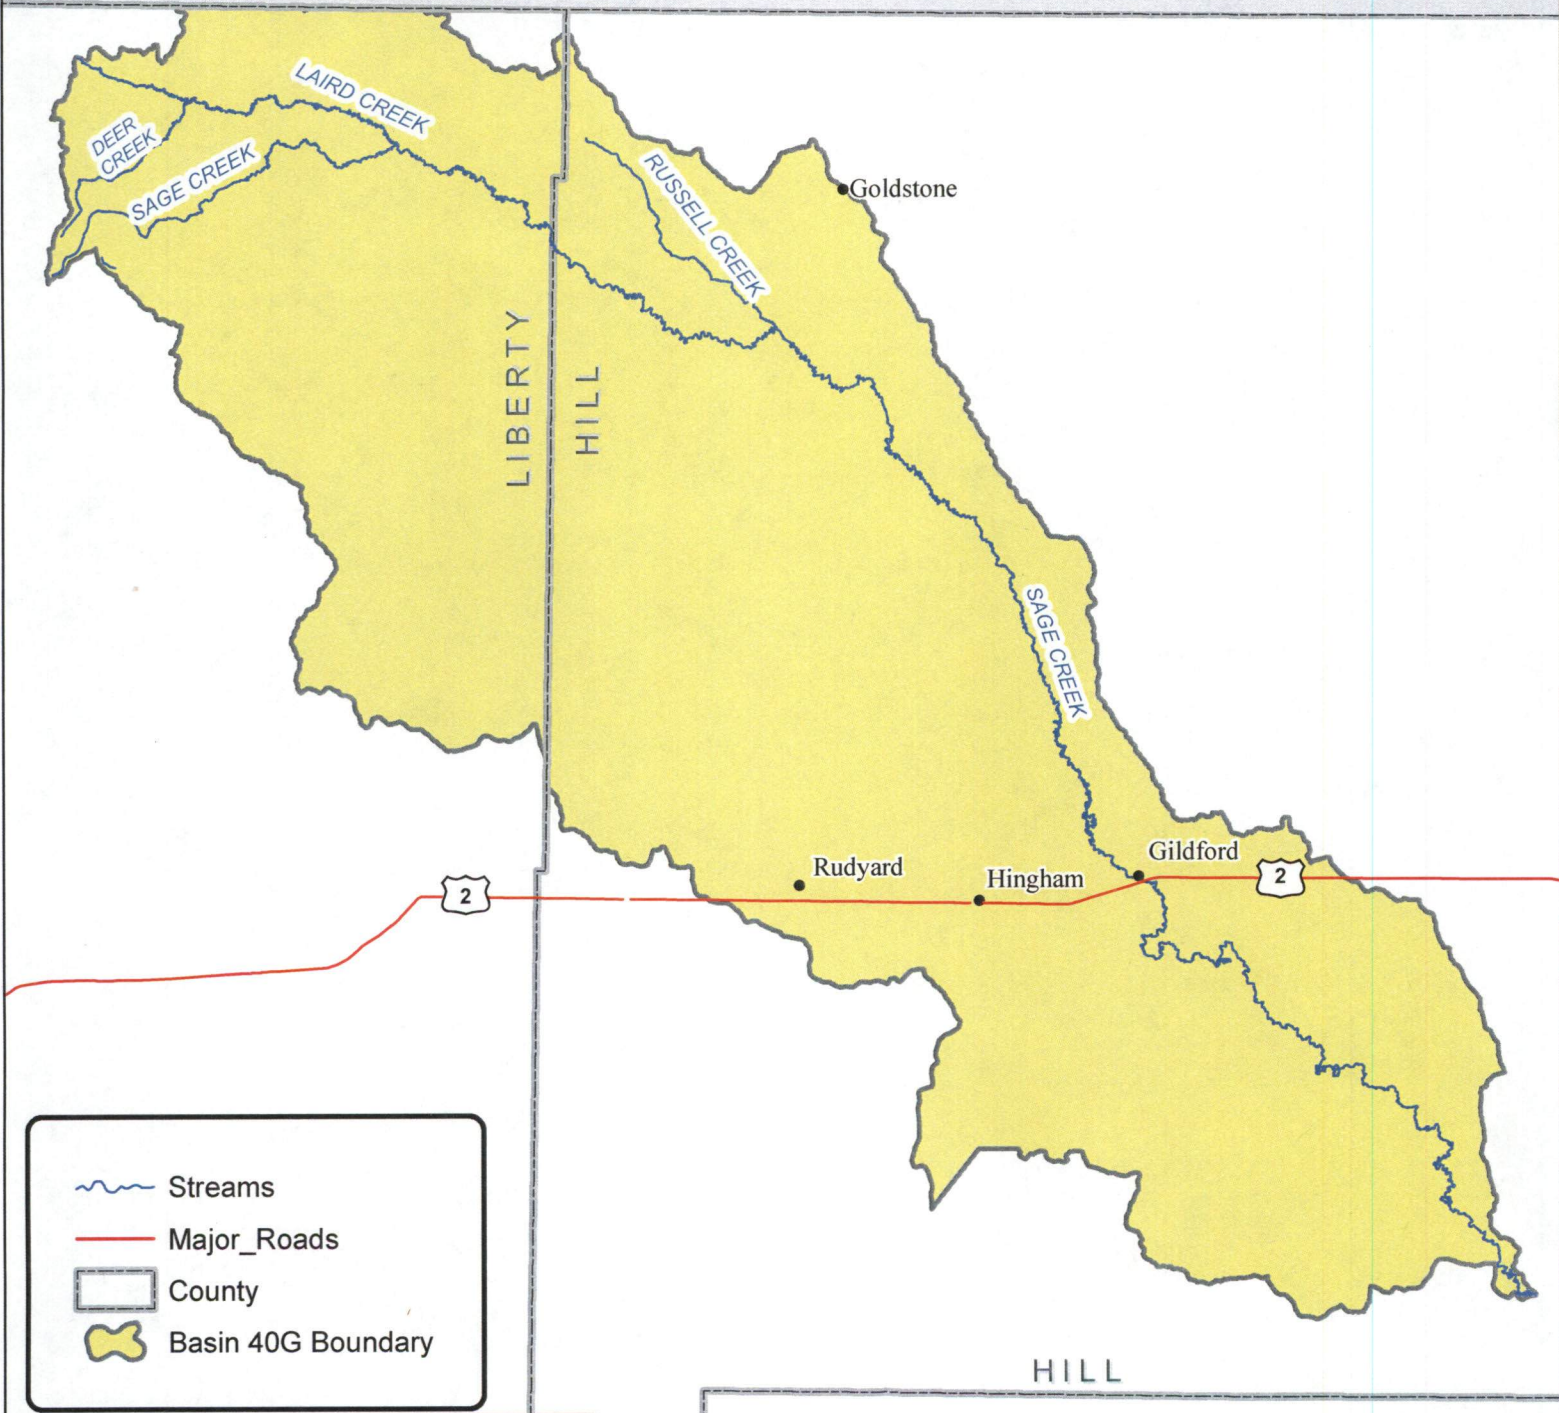 LAIRD CREEK
DEER
CREEK
SAGE CREEK
RUSSELL CREEK
Goldstone
LIBERTY
HILL
SAGE CREEK
Gildford
Rudyard
Hingham
2
2
Streams
Major_Roads
County
Basin 40G Boundary
HILL